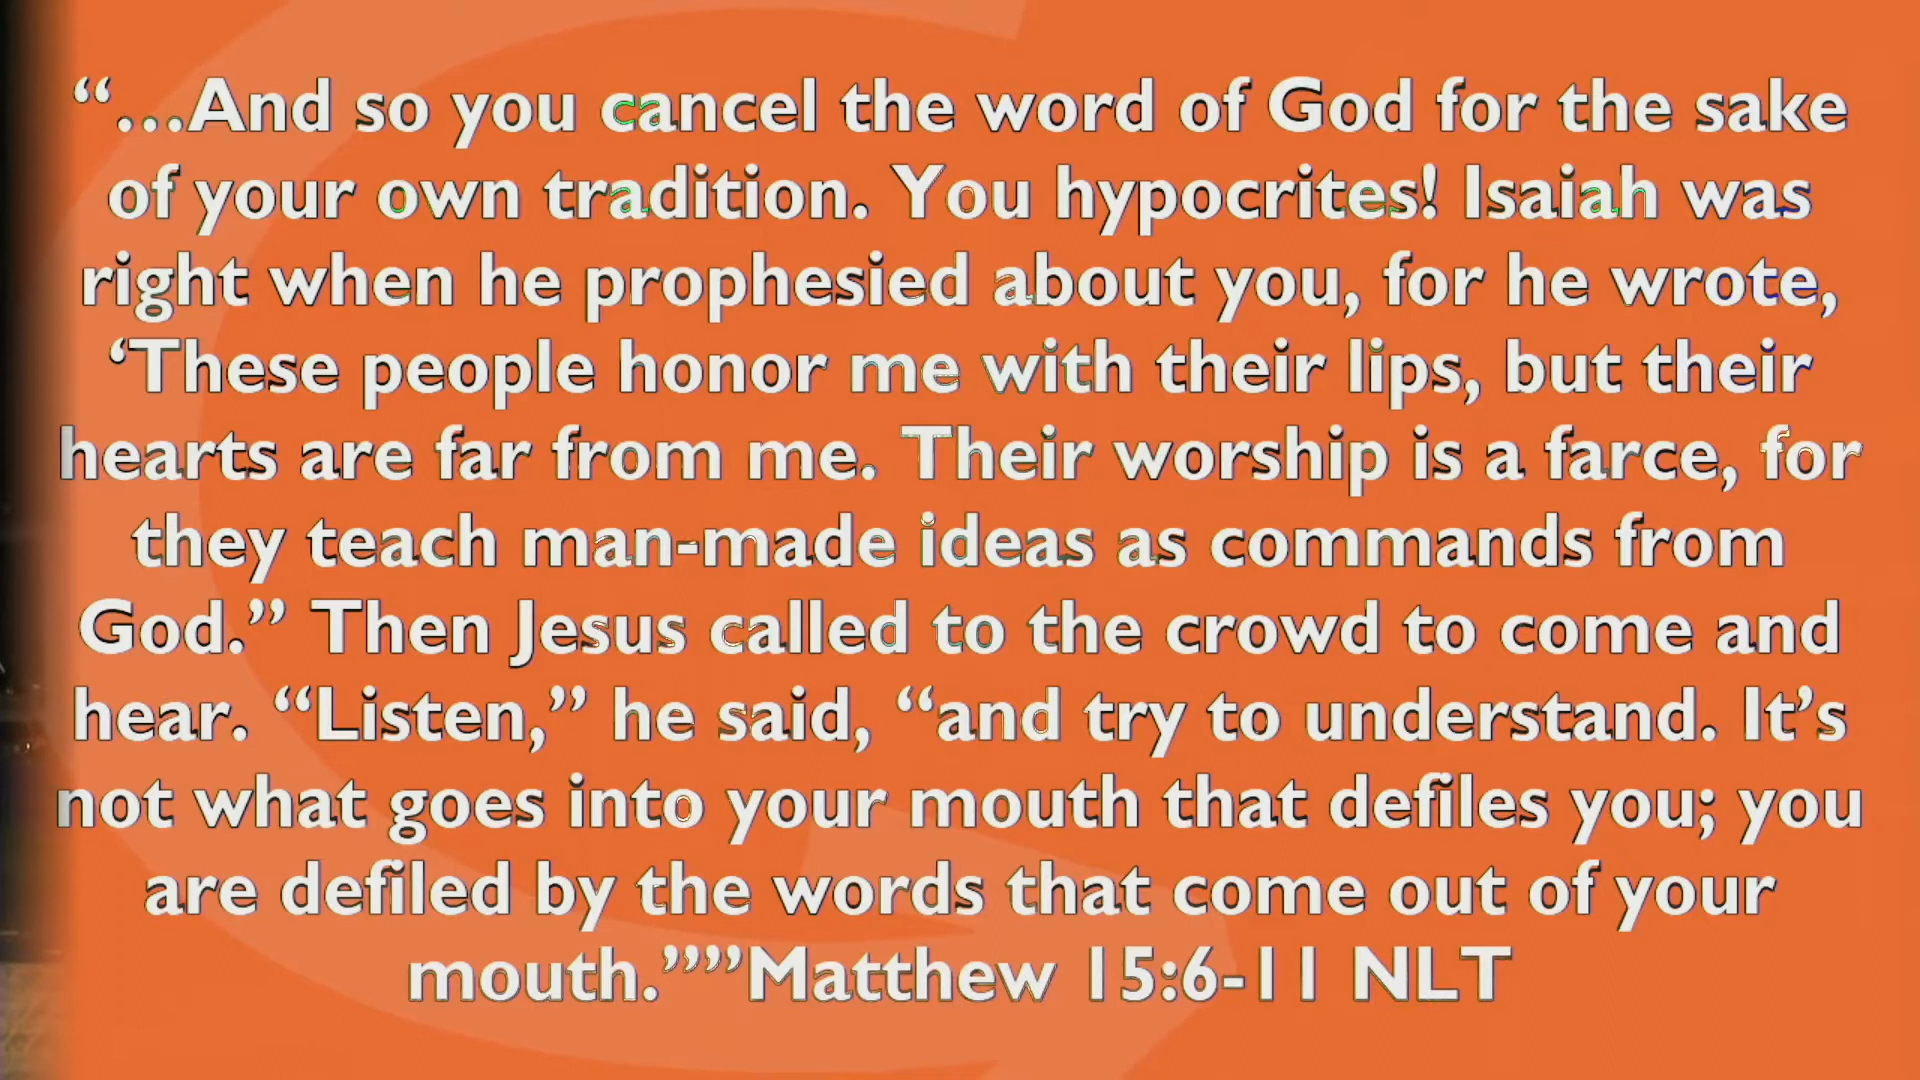 “…And so you cancel the word of God for the sake
of your own tradition. You hypocrites! Isaiah was
right when he prophesied about you, for he wrote,
‘These people honor me with their lips, but their
hearts are far from me. Their worship is a farce, for
they teach man-made ideas as commands from
God.” Then Jesus called to the crowd to come and
hear. “Listen,” he said, “and try to understand. It’s
not what goes into your mouth that defiles you; you
are defiled by the words that come out of your
mouth.””” Matthew 15:6-11 NLT